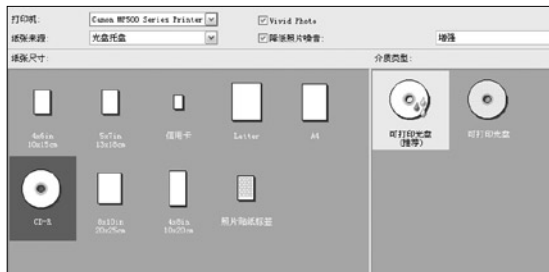 打印机: Canon MP500 Series Printer ☑Vivid Photo
纸张来源: 光盘托盘 ☑降低照片噪音: 增强
纸张尺寸: 介质类型:
4x6in 10x15cm
5x7in 13x18cm
信用卡
Letter
A4
可打印光盘 (推荐)
可打印光盘
CD-R
8x10in 20x25cm
4x8in 10x20cm
照片贴纸标签